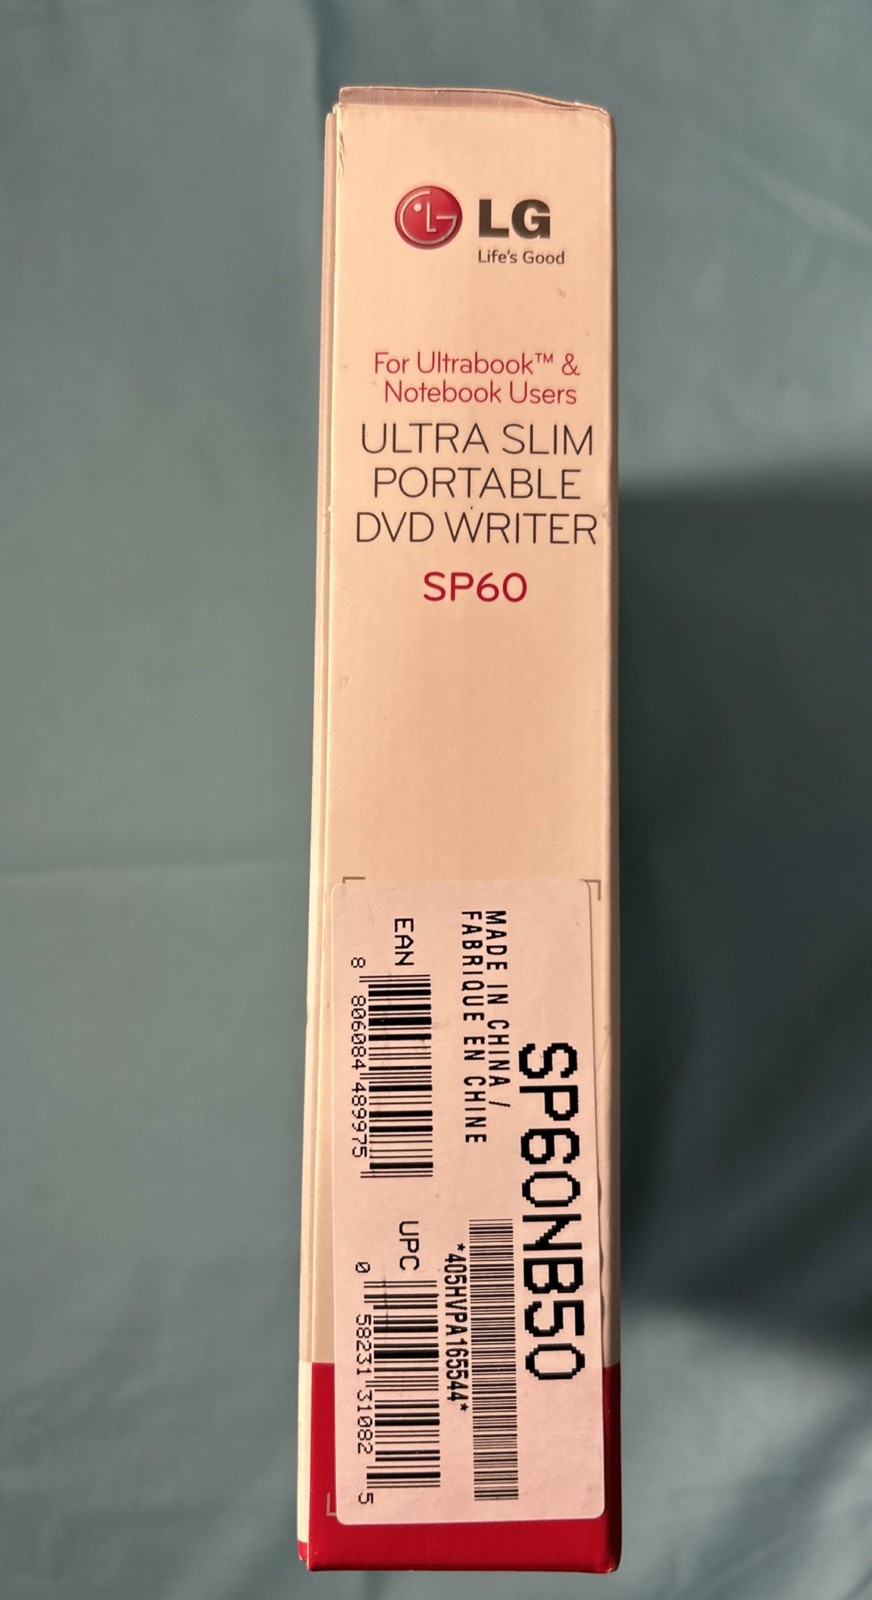 LG
Life's Good
For Ultrabook™ &
Notebook Users
ULTRA SLIM
PORTABLE
DVD WRITER
SP60
SP60NB50
MADE IN CHINA /
FABRIQUE EN CHINE
*405HVPA165544*
EAN
8 806084 489975
UPC
0 58231 31082 5